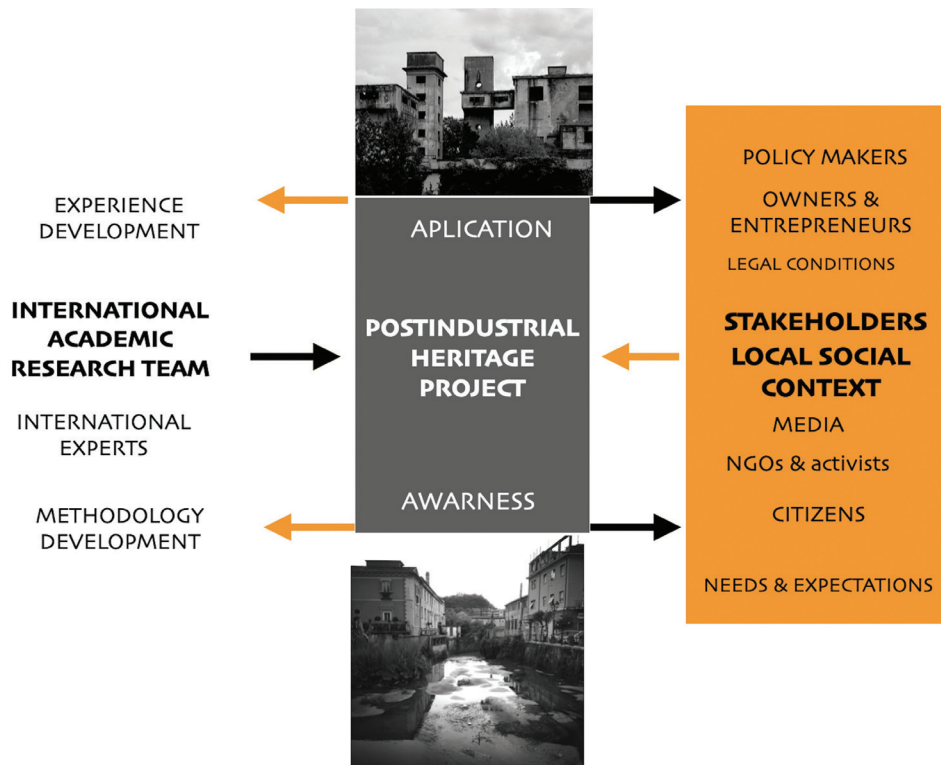 EXPERIENCE
DEVELOPMENT
INTERNATIONAL
ACADEMIC
RESEARCH TEAM
INTERNATIONAL
EXPERTS
METHODOLOGY
DEVELOPMENT
APLICATION
POSTINDUSTRIAL
HERITAGE
PROJECT
AWARNESS
POLICY MAKERS
OWNERS &
ENTREPRENEURS
LEGAL CONDITIONS
STAKEHOLDERS
LOCAL SOCIAL
CONTEXT
MEDIA
NGOs & activists
CITIZENS
NEEDS & EXPECTATIONS